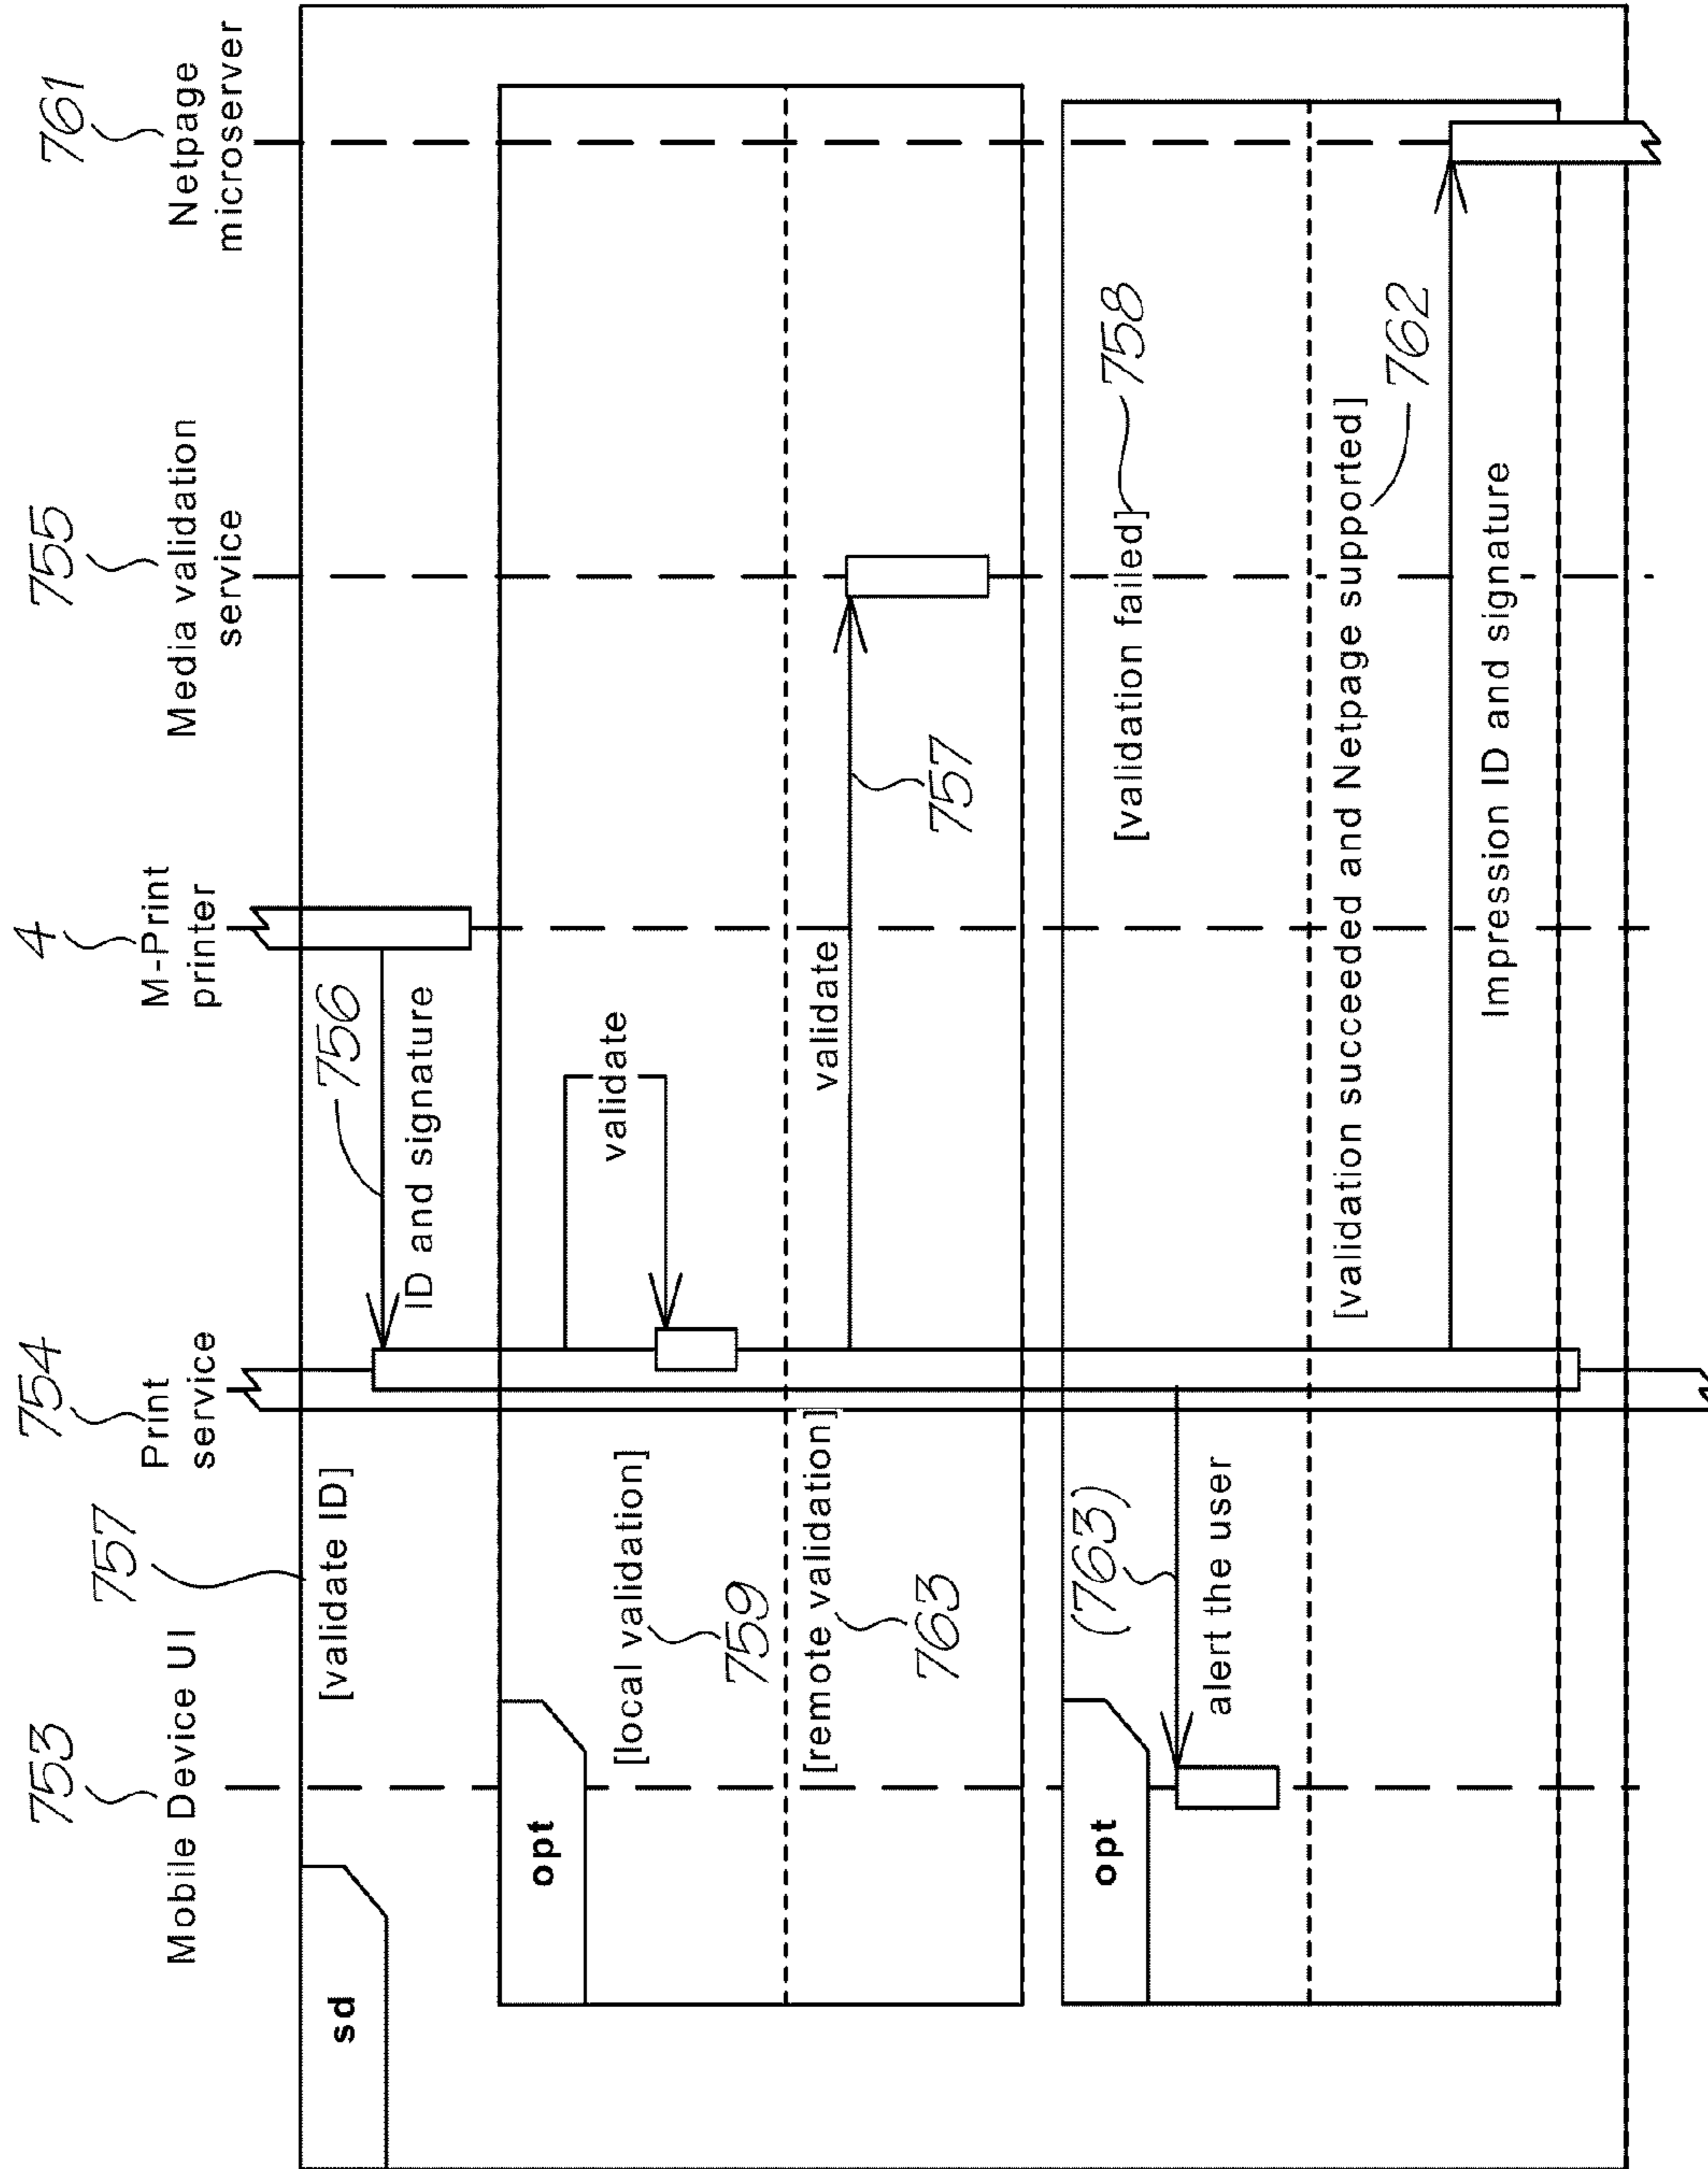 753
Mobile Device UI
757
754
Print
service
4
M-Print
printer
755
Media validation
service
761
Netpage
microserver
sd
[validate ID]
756
ID and signature
opt
[local validation]
759
validate
[remote validation]
763
validate
757
opt
[validation failed]
758
(763)
alert the user
[validation succeeded and Netpage supported]
762
Impression ID and signature